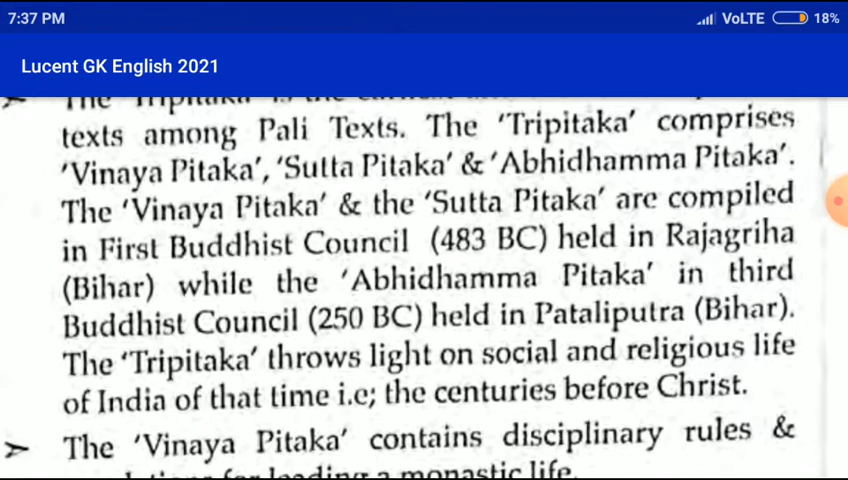 7:37 PM VoLTE 18%
Lucent GK English 2021
texts among Pali Texts. The 'Tripitaka' comprises
'Vinaya Pitaka', 'Sutta Pitaka' & 'Abhidhamma Pitaka'.
The 'Vinaya Pitaka' & the 'Sutta Pitaka' are compiled
in First Buddhist Council (483 BC) held in Rajagriha
(Bihar) while the 'Abhidhamma Pitaka' in third
Buddhist Council (250 BC) held in Pataliputra (Bihar).
The 'Tripitaka' throws light on social and religious life
of India of that time i.e; the centuries before Christ.
➢ The 'Vinaya Pitaka' contains disciplinary rules &
for leading a monastic life.